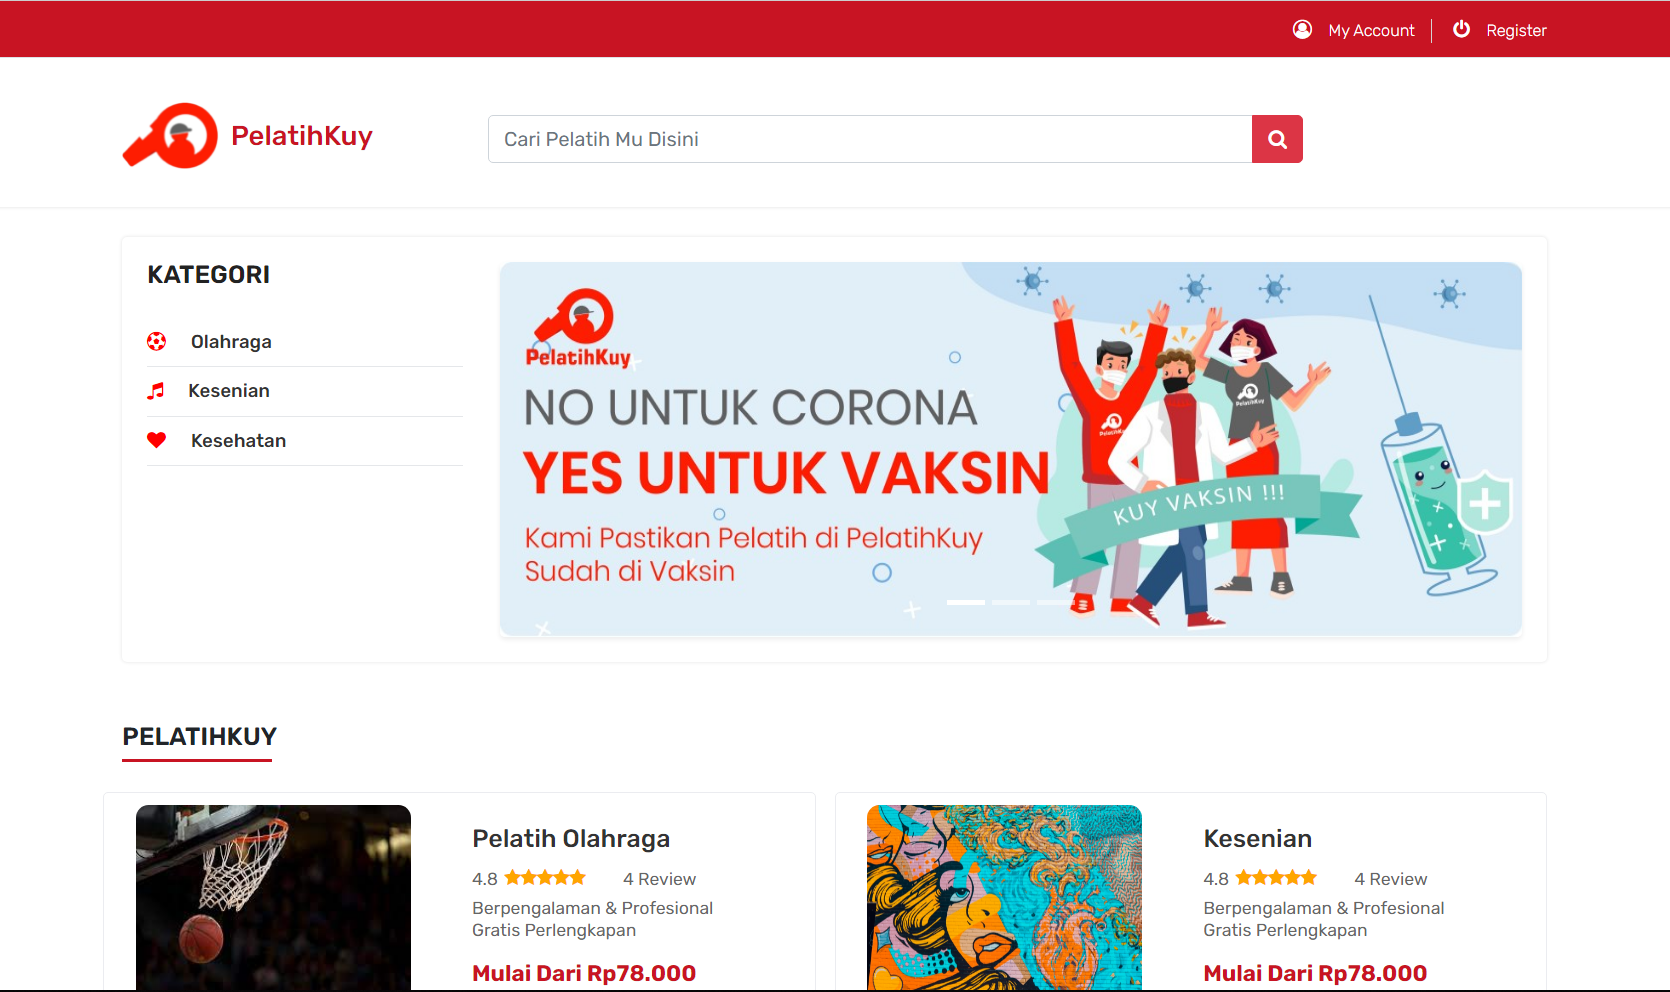 My Account
Register
PelatihKuy
Cari Pelatih Mu Disini
KATEGORI
Olahraga
Kesenian
Kesehatan
PelatihKuy
NO UNTUK CORONA
YES UNTUK VAKSIN
Kami Pastikan Pelatih di PelatihKuy
Sudah di Vaksin
KUY VAKSIN !!!
PELATIHKUY
Pelatih Olahraga
4.8 4 Review
Berpengalaman & Profesional
Gratis Perlengkapan
Mulai Dari Rp78.000
Kesenian
4.8 4 Review
Berpengalaman & Profesional
Gratis Perlengkapan
Mulai Dari Rp78.000